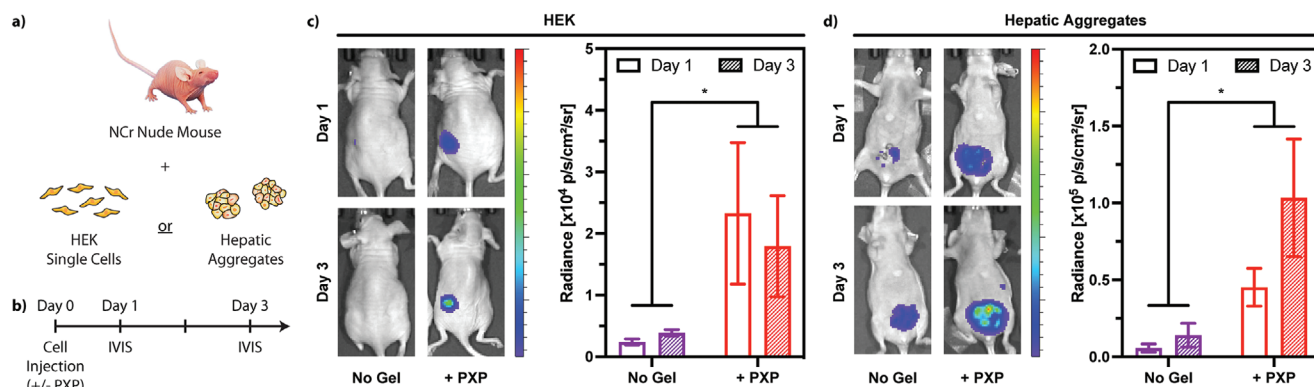 a)
NCr Nude Mouse
+
HEK
Single Cells
or
Hepatic
Aggregates
b)
Day 0
Day 1
Day 3
Cell
Injection
(+/- PXP)
IVIS
IVIS
c)
HEK
Day 1
Day 3
No Gel
+ PXP
Radiance [x10⁴ p/s/cm²/sr]
5
4
3
2
1
0
Day 1
Day 3
*
No Gel
+ PXP
d)
Hepatic Aggregates
Day 1
Day 3
No Gel
+ PXP
Radiance [x10⁵ p/s/cm²/sr]
2.0
1.5
1.0
0.5
0.0
Day 1
Day 3
*
No Gel
+ PXP